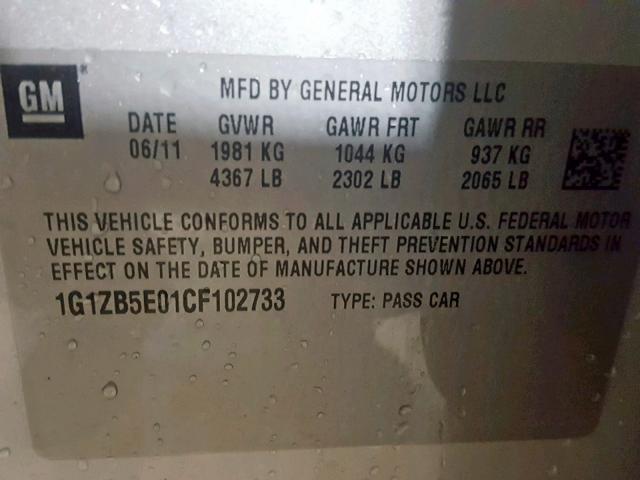 GM
MFD BY GENERAL MOTORS LLC
DATE GVWR GAWR FRT GAWR RR
06/11 1981 KG 1044 KG 937 KG
4367 LB 2302 LB 2065 LB
THIS VEHICLE CONFORMS TO ALL APPLICABLE U.S. FEDERAL MOTOR
VEHICLE SAFETY, BUMPER, AND THEFT PREVENTION STANDARDS IN
EFFECT ON THE DATE OF MANUFACTURE SHOWN ABOVE.
1G1ZB5E01CF102733 TYPE: PASS CAR